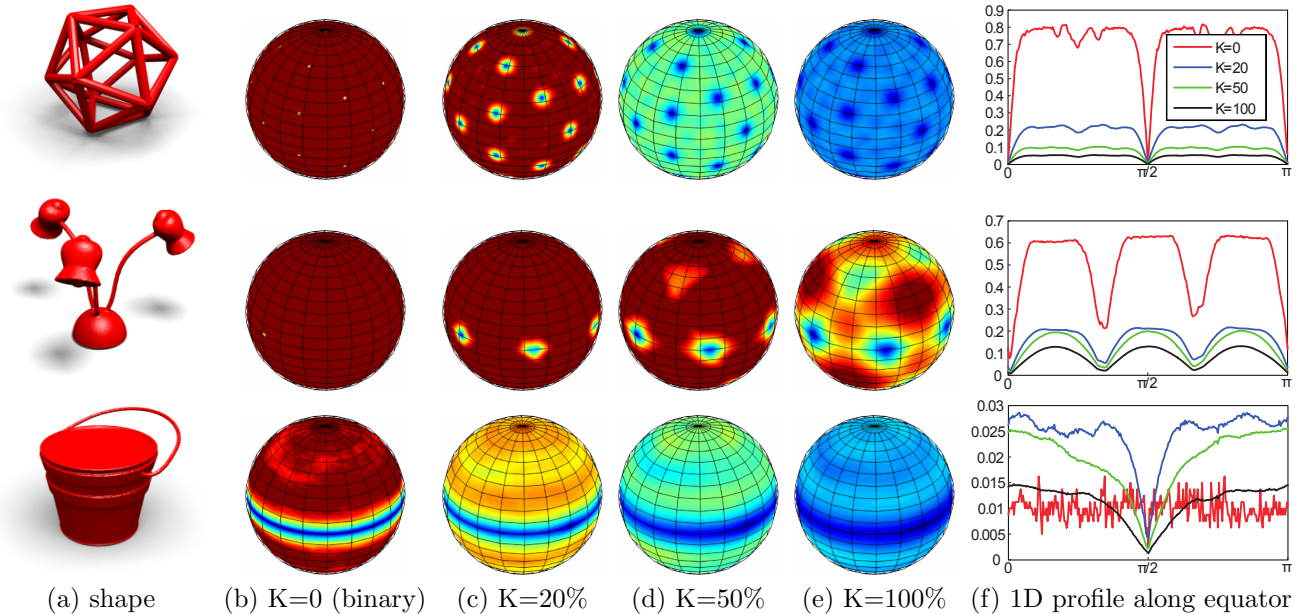 0.9
0.8
0.7
0.6
0.5
0.4
0.3
0.2
0.1
0
K=0
K=20
K=50
K=100
0
π/2
π
0.7
0.6
0.5
0.4
0.3
0.2
0.1
0
0
π/2
π
0.03
0.025
0.02
0.015
0.01
0.005
0
0
π/2
π
(a) shape
(b) K=0 (binary)
(c) K=20%
(d) K=50%
(e) K=100%
(f) 1D profile along equator